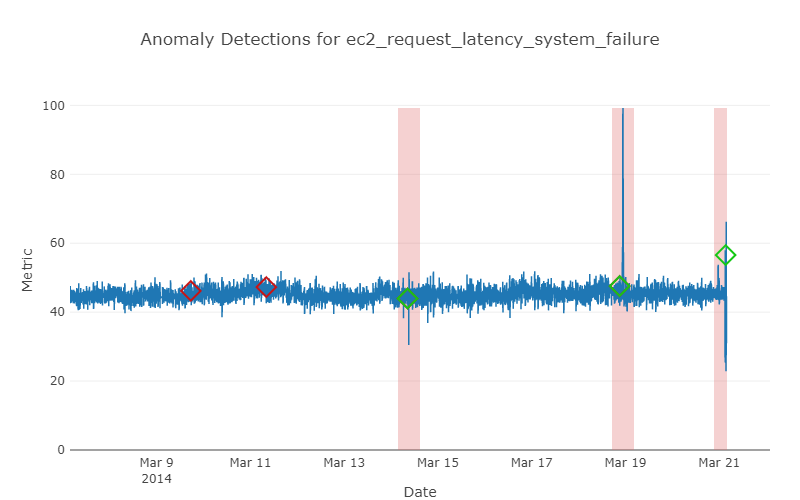 Anomaly Detections for ec2_request_latency_system_failure
100
80
60
40
20
0
Metric
Mar 9
2014
Mar 11
Mar 13
Mar 15
Mar 17
Mar 19
Mar 21
Date